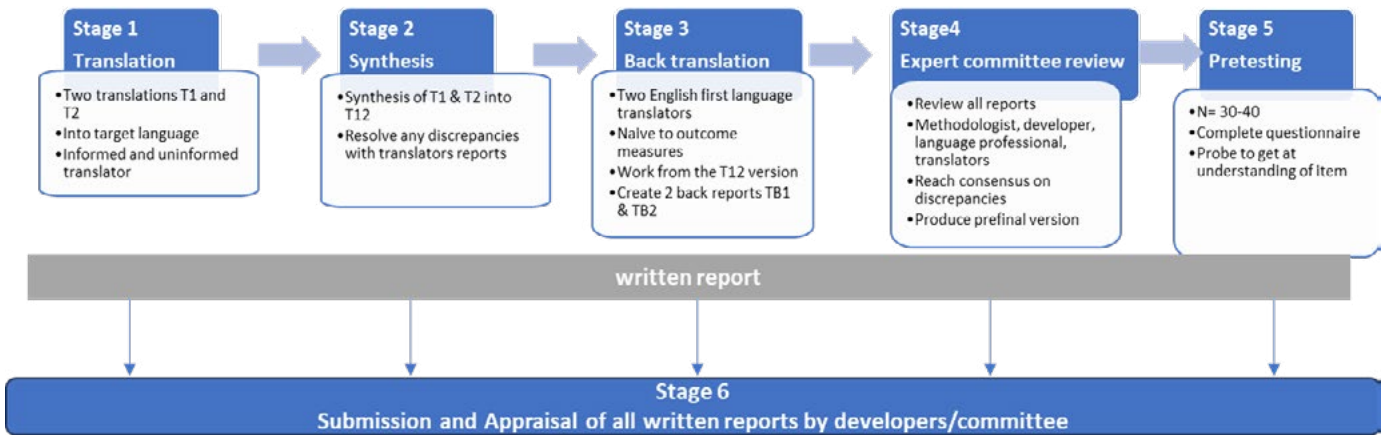 Stage 1
Translation
•Two translations T1 and
T2
•Into target language
•Informed and uninformed
translator
Stage 2
Synthesis
•Synthesis of T1 & T2 into
T12
•Resolve any discrepancies
with translators reports
Stage 3
Back translation
•Two English first language
translators
•Naive to outcome
measures
•Work from the T12 version
•Create 2 back reports TB1
& TB2
Stage4
Expert committee review
•Review all reports
•Methodologist, developer,
language professional,
translators
•Reach consensus on
discrepancies
•Produce prefinal version
Stage 5
Pretesting
•N= 30-40
•Complete questionnaire
•Probe to get at
understanding of item
written report
Stage 6
Submission and Appraisal of all written reports by developers/committee